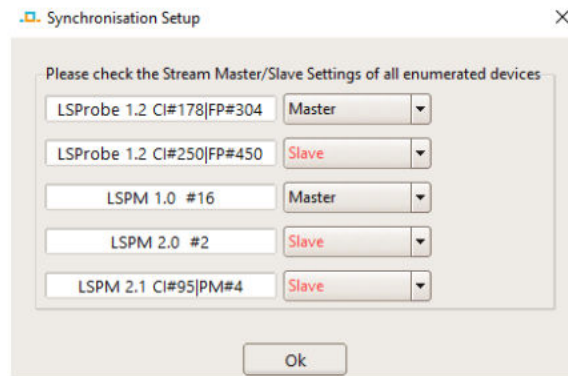 Synchronisation Setup
Please check the Stream Master/Slave Settings of all enumerated devices
LSProbe 1.2 CI#178|FP#304 Master
LSProbe 1.2 CI#250|FP#450 Slave
LSPM 1.0 #16 Master
LSPM 2.0 #2 Slave
LSPM 2.1 CI#95|PM#4 Slave
Ok